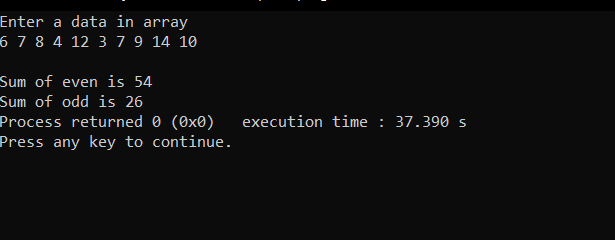 Enter a data in array
6 7 8 4 12 3 7 9 14 10
Sum of even is 54
Sum of odd is 26
Process returned 0 (0x0)   execution time : 37.390 s
Press any key to continue.